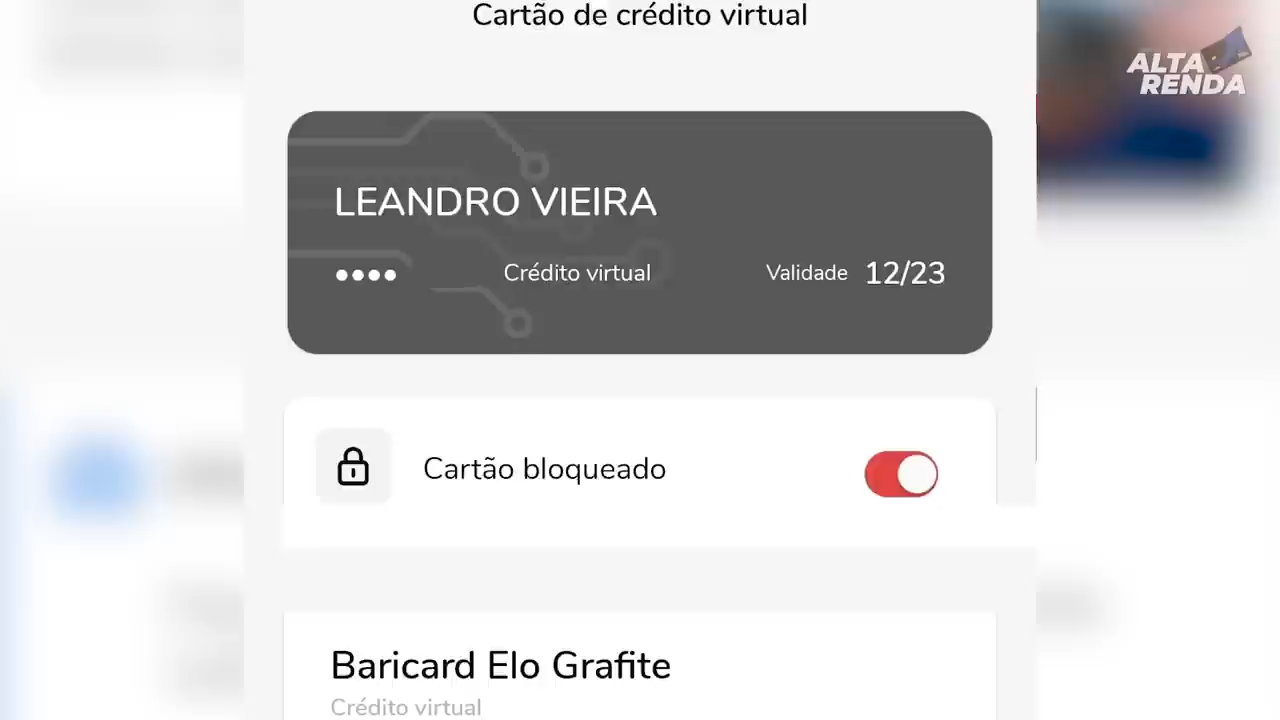 Cartão de crédito virtual
ALTA
RENDA
LEANDRO VIEIRA
•••• Crédito virtual Validade 12/23
Cartão bloqueado
Baricard Elo Grafite
Crédito virtual